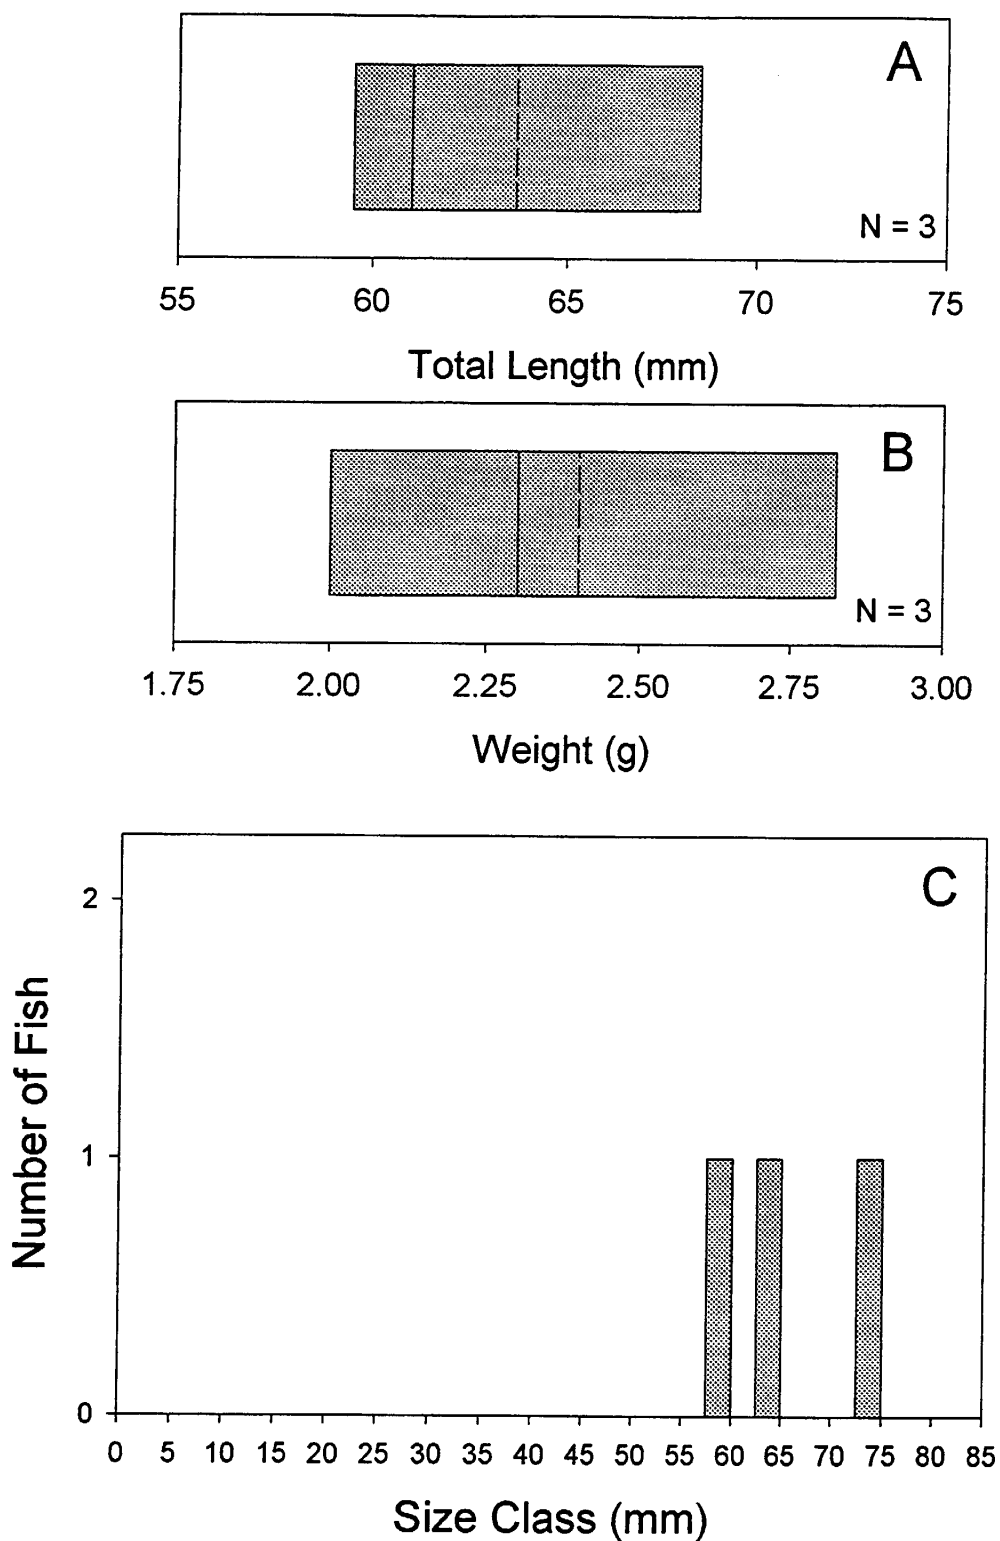 A
N = 3
55 60 65 70 75
Total Length (mm)
B
N = 3
1.75 2.00 2.25 2.50 2.75 3.00
Weight (g)
C
2
1
0
Number of Fish
0 5 10 15 20 25 30 35 40 45 50 55 60 65 70 75 80 85
Size Class (mm)